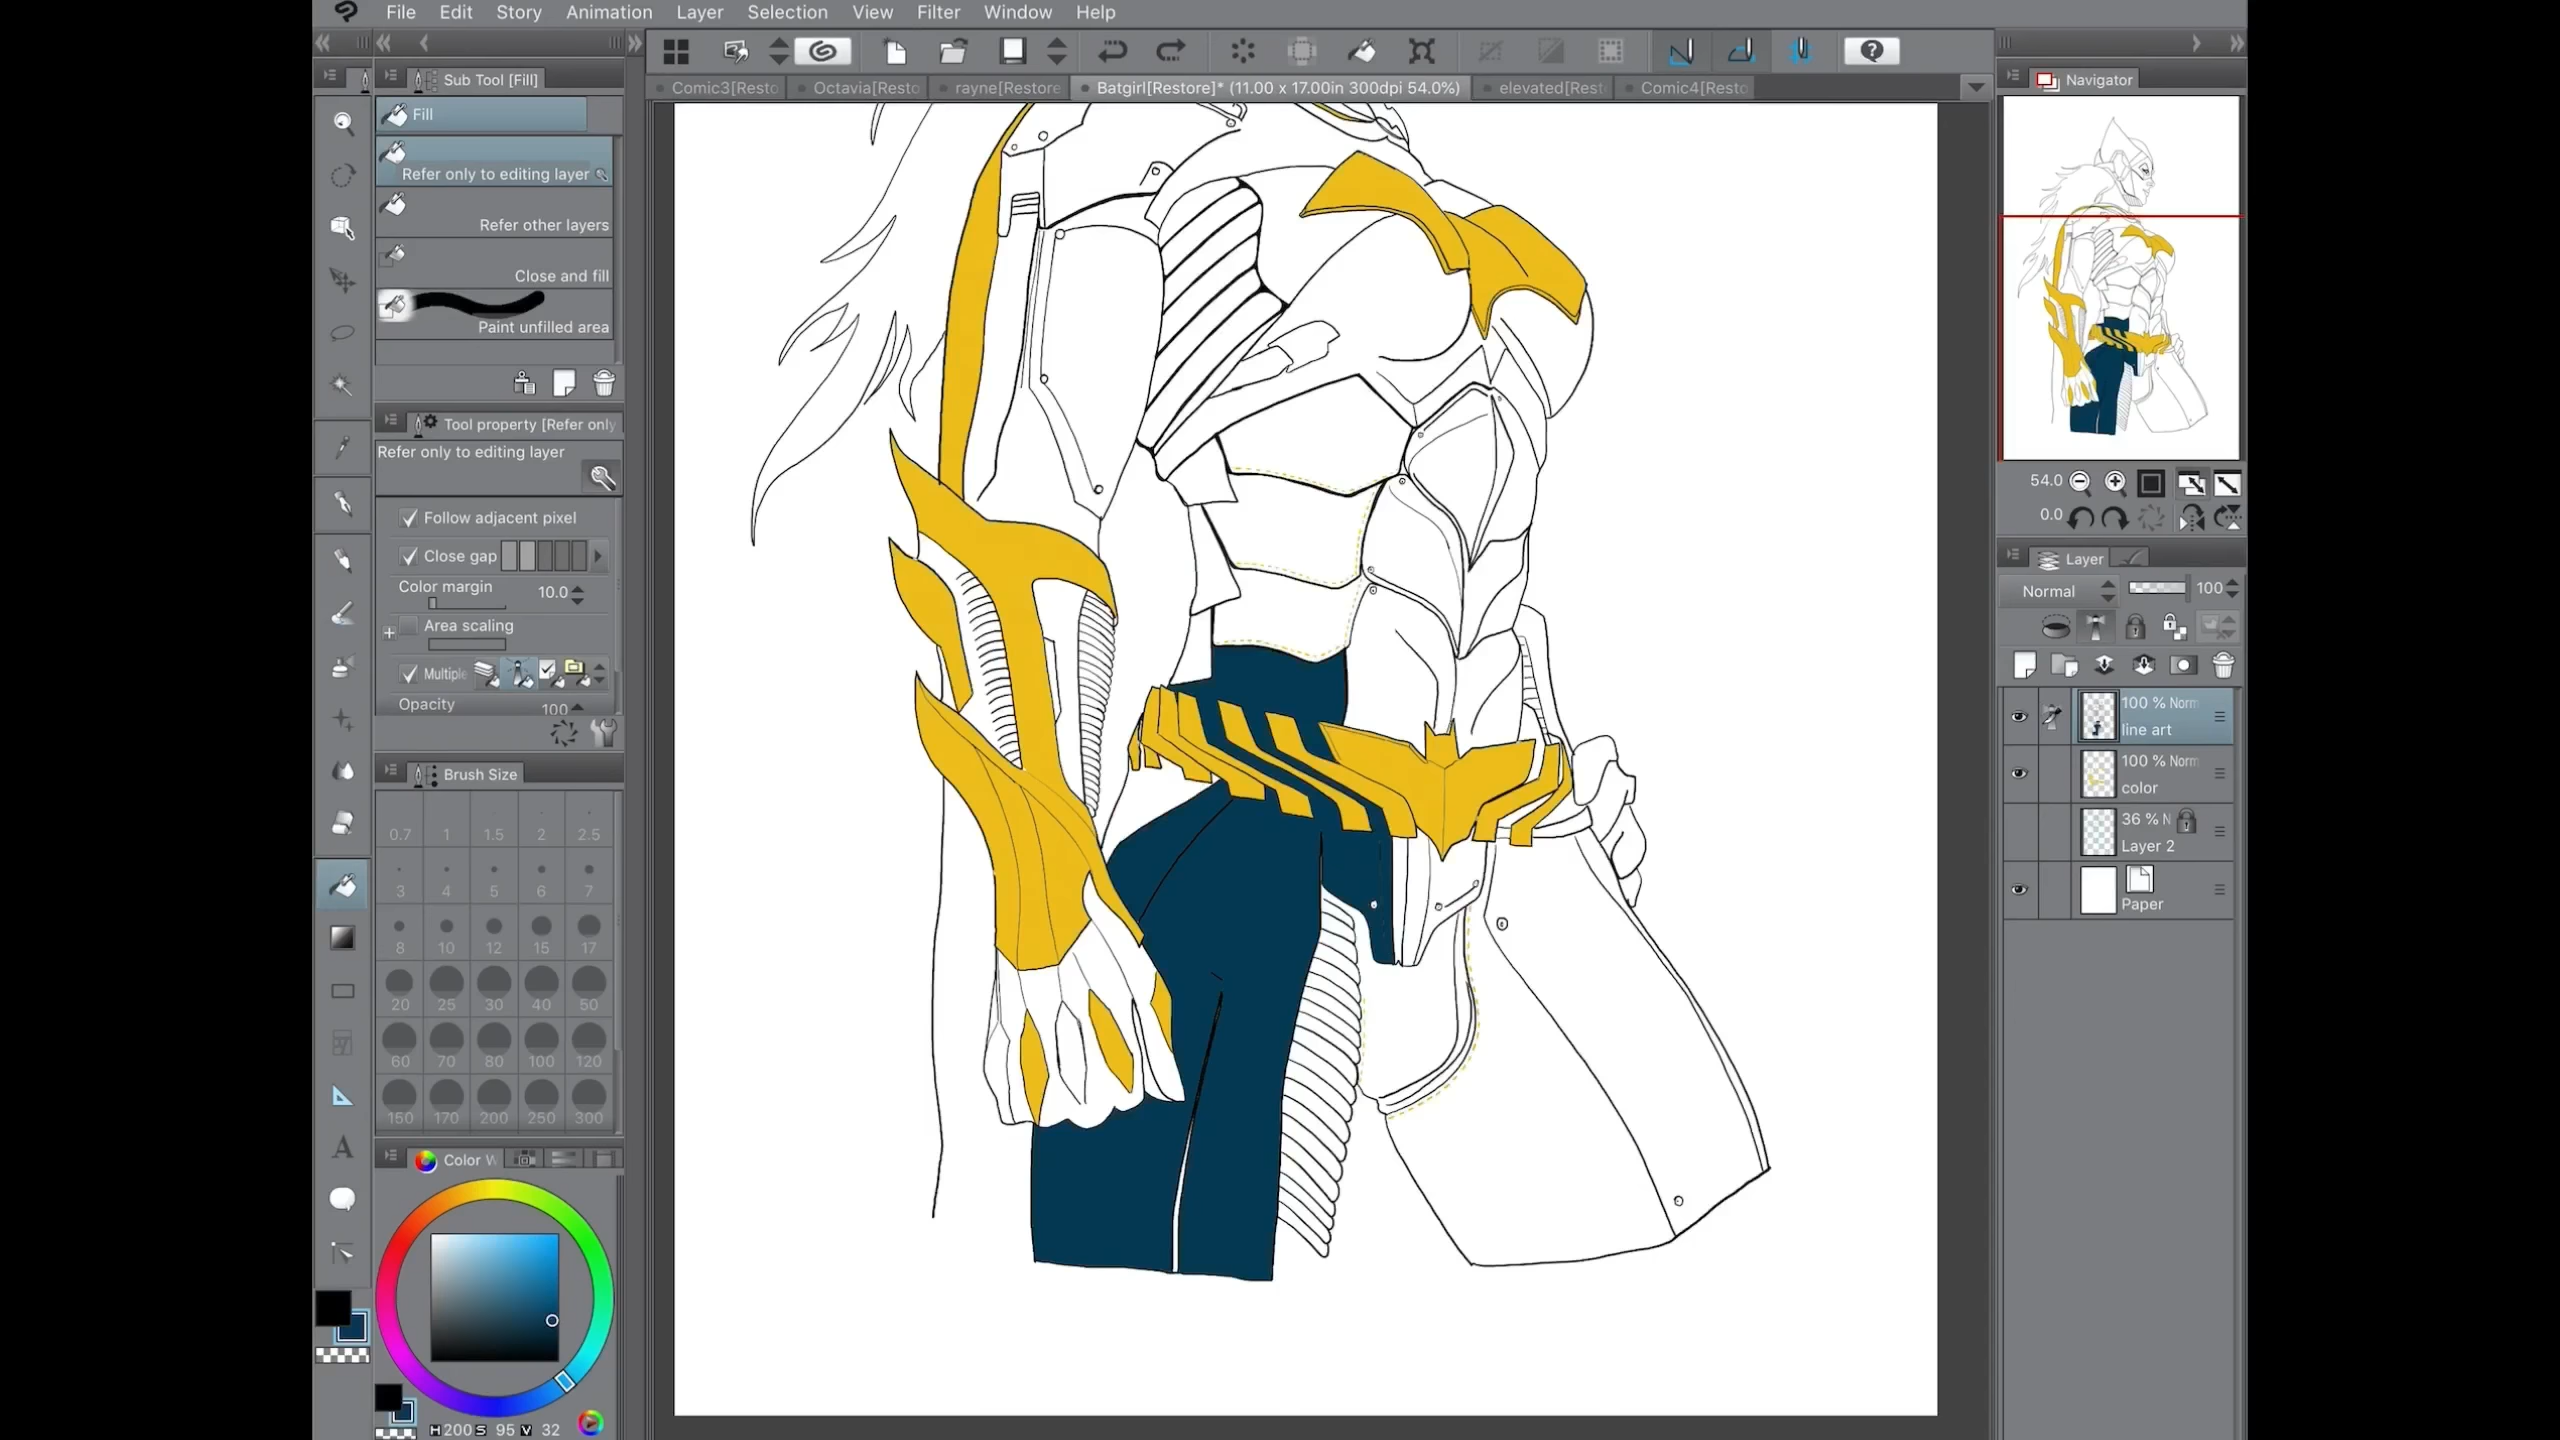 File Edit Story Animation Layer Selection View Filter Window Help
Sub Tool [Fill]
Navigator
Comic3[Resto Octavia[Resto rayne[Restore Batgirl[Restore]* (11.00 x 17.00in 300dpi 54.0%) elevated[Rest Comic4[Resto
Fill
Refer only to editing layer
Refer other layers
Close and fill
Paint unfilled area
Tool property [Refer only
Refer only to editing layer
Follow adjacent pixel
Close gap
Color margin 10.0
Area scaling
Multiple
Opacity 100
Brush Size
0.7 1 1.5 2 2.5
3 4 5 6 7
8 10 12 15 17
20 25 30 40 50
60 70 80 100 120
150 170 200 250 300
Color W
H 200 S 95 V 32
54.0
0.0
Layer
Normal 100
100 % Norm
line art
100 % Norm
color
36 % N
Layer 2
Paper